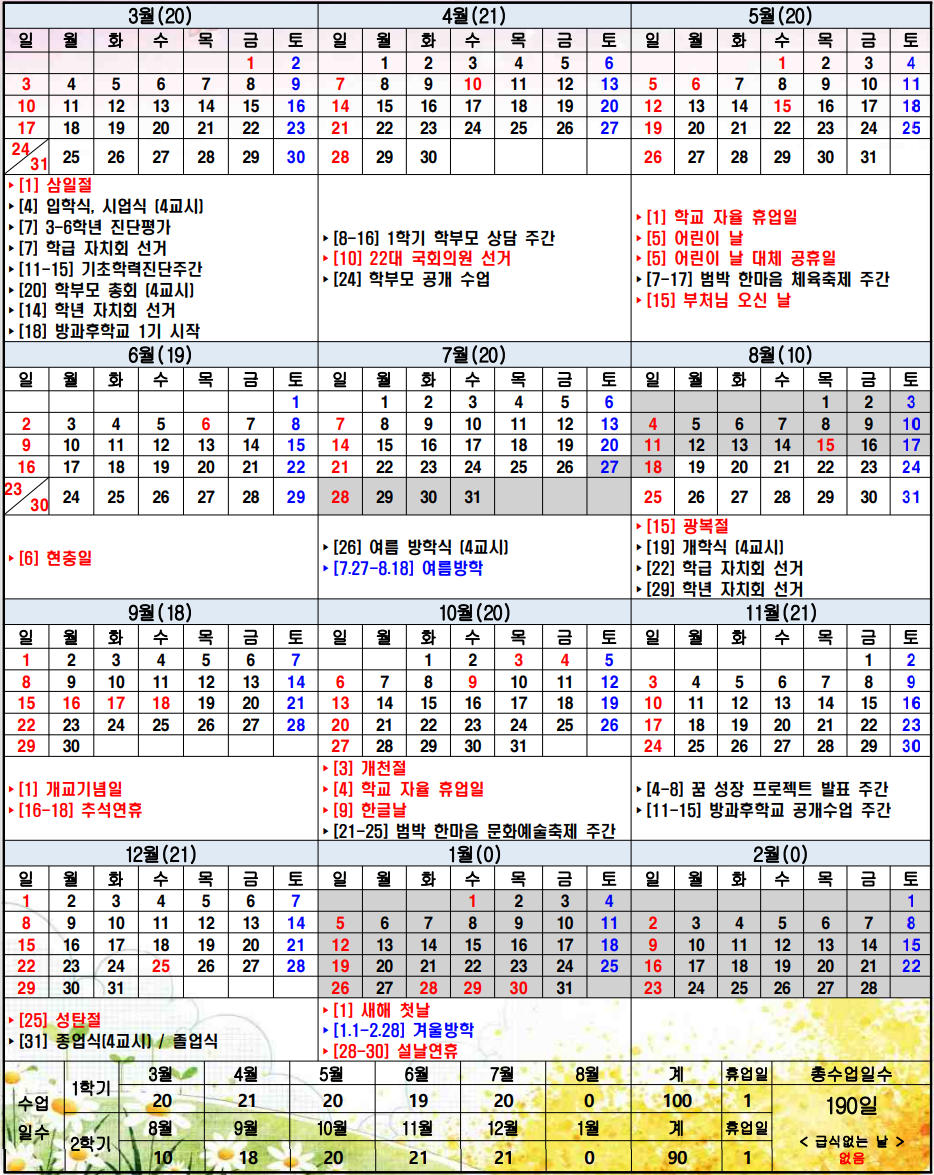 3월(20) 4월(21) 5월(20)
일 월 화 수 목 금 토 일 월 화 수 목 금 토 일 월 화 수 목 금 토
1 2 1 2 3 4 5 6 1 2 3 4
3 4 5 6 7 8 9 7 8 9 10 11 12 13 5 6 7 8 9 10 11
10 11 12 13 14 15 16 14 15 16 17 18 19 20 12 13 14 15 16 17 18
17 18 19 20 21 22 23 21 22 23 24 25 26 27 19 20 21 22 23 24 25
24/31 25 26 27 28 29 30 28 29 30 26 27 28 29 30 31
▸[1] 삼일절
▸[4] 입학식, 시업식 (4교시)
▸[7] 3-6학년 진단평가
▸[7] 학급 자치회 선거
▸[11-15] 기초학력진단주간
▸[20] 학부모 총회 (4교시)
▸[14] 학년 자치회 선거
▸[18] 방과후학교 1기 시작
▸[8-16] 1학기 학부모 상담 주간
▸[10] 22대 국회의원 선거
▸[24] 학부모 공개 수업
▸[1] 학교 자율 휴업일
▸[5] 어린이 날
▸[5] 어린이 날 대체 공휴일
▸[7-17] 범박 한마음 체육축제 주간
▸[15] 부처님 오신 날
6월(19) 7월(20) 8월(10)
일 월 화 수 목 금 토 일 월 화 수 목 금 토 일 월 화 수 목 금 토
1 1 2 3 4 5 6 1 2 3
2 3 4 5 6 7 8 7 8 9 10 11 12 13 4 5 6 7 8 9 10
9 10 11 12 13 14 15 14 15 16 17 18 19 20 11 12 13 14 15 16 17
16 17 18 19 20 21 22 21 22 23 24 25 26 27 18 19 20 21 22 23 24
23/30 24 25 26 27 28 29 28 29 30 31 25 26 27 28 29 30 31
▸[6] 현충일
▸[26] 여름 방학식 (4교시)
▸[7.27-8.18] 여름방학
▸[15] 광복절
▸[19] 개학식 (4교시)
▸[22] 학급 자치회 선거
▸[29] 학년 자치회 선거
9월(18) 10월(20) 11월(21)
일 월 화 수 목 금 토 일 월 화 수 목 금 토 일 월 화 수 목 금 토
1 2 3 4 5 6 7 1 2 3 4 5 1 2
8 9 10 11 12 13 14 6 7 8 9 10 11 12 3 4 5 6 7 8 9
15 16 17 18 19 20 21 13 14 15 16 17 18 19 10 11 12 13 14 15 16
22 23 24 25 26 27 28 20 21 22 23 24 25 26 17 18 19 20 21 22 23
29 30 27 28 29 30 31 24 25 26 27 28 29 30
▸[1] 개교기념일
▸[16-18] 추석연휴
▸[3] 개천절
▸[4] 학교 자율 휴업일
▸[9] 한글날
▸[21-25] 범박 한마음 문화예술축제 주간
▸[4-8] 꿈 성장 프로젝트 발표 주간
▸[11-15] 방과후학교 공개수업 주간
12월(21) 1월(0) 2월(0)
일 월 화 수 목 금 토 일 월 화 수 목 금 토 일 월 화 수 목 금 토
1 2 3 4 5 6 7 1 2 3 4 1
8 9 10 11 12 13 14 5 6 7 8 9 10 11 2 3 4 5 6 7 8
15 16 17 18 19 20 21 12 13 14 15 16 17 18 9 10 11 12 13 14 15
22 23 24 25 26 27 28 19 20 21 22 23 24 25 16 17 18 19 20 21 22
29 30 31 26 27 28 29 30 31 23 24 25 26 27 28
▸[25] 성탄절
▸[31] 종업식(4교시) / 졸업식
▸[1] 새해 첫날
▸[1.1-2.28] 겨울방학
▸[28-30] 설날연휴
수업
일수
1학기 3월 4월 5월 6월 7월 8월 계 휴업일
20 21 20 19 20 0 100 1
2학기 8월 9월 10월 11월 12월 1월 계 휴업일
10 18 20 21 21 0 90 1
총수업일수
190일
< 급식없는 날 >
없음